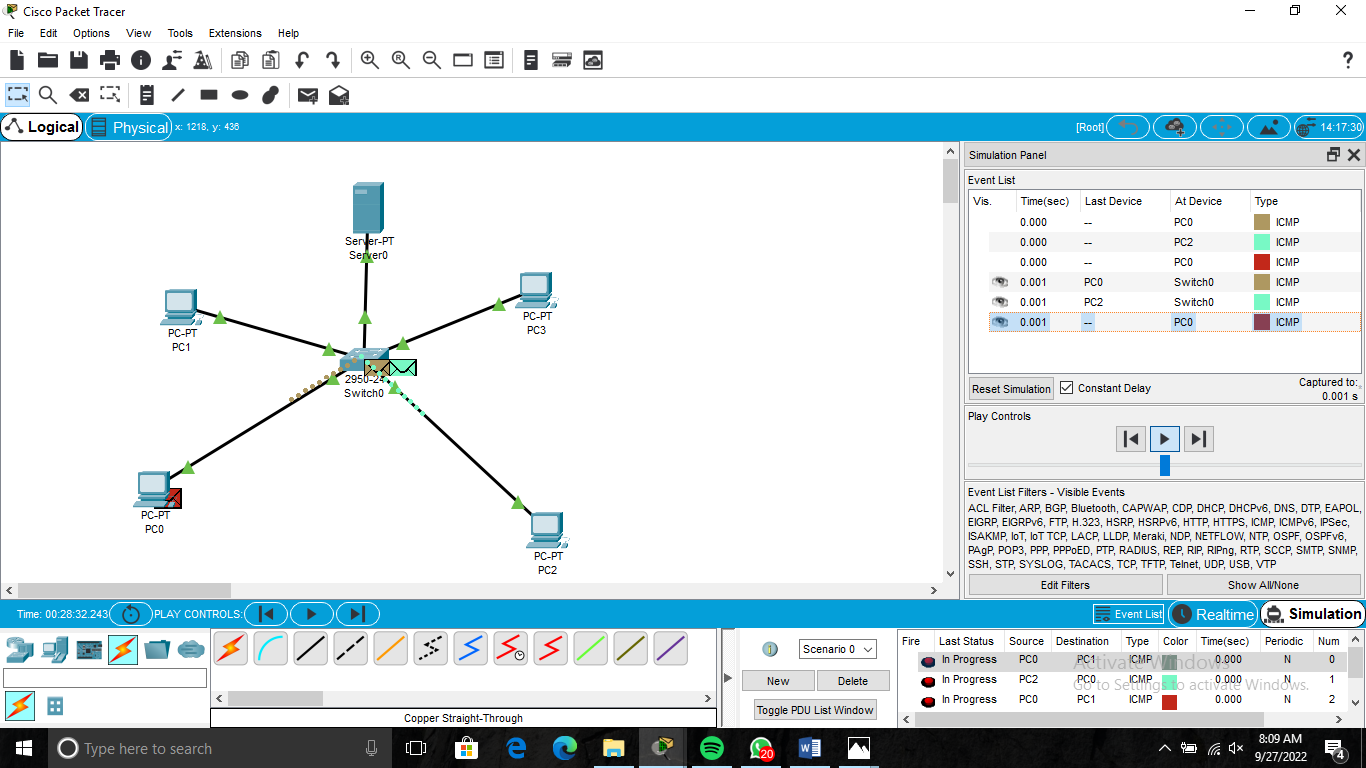 Cisco Packet Tracer
File Edit Options View Tools Extensions Help
Logical Physical x: 1218, y: 436 [Root] 14:17:30
Server-PT
Server0
PC-PT
PC1
PC-PT
PC3
2950-24
Switch0
PC-PT
PC0
PC-PT
PC2
Simulation Panel
Event List
Vis. Time(sec) Last Device At Device Type
0.000 -- PC0 ICMP
0.000 -- PC2 ICMP
0.000 -- PC0 ICMP
0.001 PC0 Switch0 ICMP
0.001 PC2 Switch0 ICMP
0.001 -- PC0 ICMP
Reset Simulation Constant Delay Captured to:
0.001 s
Play Controls
Event List Filters - Visible Events
ACL Filter, ARP, BGP, Bluetooth, CAPWAP, CDP, DHCP, DHCPv6, DNS, DTP, EAPOL,
EIGRP, EIGRPv6, FTP, H.323, HSRP, HSRPv6, HTTP, HTTPS, ICMP, ICMPv6, IPSec,
ISAKMP, IoT, IoT TCP, LACP, LLDP, Meraki, NDP, NETFLOW, NTP, OSPF, OSPFv6,
PAgP, POP3, PPP, PPPoED, PTP, RADIUS, REP, RIP, RIPng, RTP, SCCP, SMTP, SNMP,
SSH, STP, SYSLOG, TACACS, TCP, TFTP, Telnet, UDP, USB, VTP
Edit Filters Show All/None
Time: 00:28:32.243 PLAY CONTROLS: Event List Realtime Simulation
Copper Straight-Through
Scenario 0
New Delete
Toggle PDU List Window
Fire Last Status Source Destination Type Color Time(sec) Periodic Num
In Progress PC0 PC1 ICMP 0.000 N 0
In Progress PC2 PC0 ICMP 0.000 N 1
In Progress PC0 PC1 ICMP 0.000 N 2
Activate Windows
Go to Settings to activate Windows.
Type here to search
20
8:09 AM
9/27/2022
4